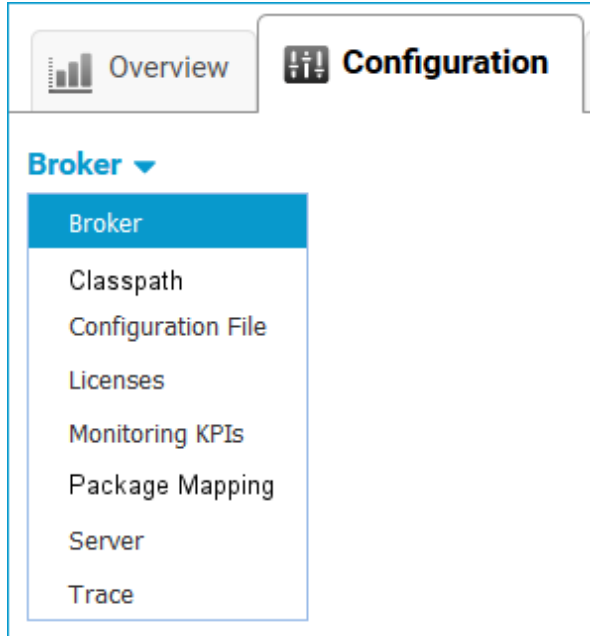 Overview
Configuration
Broker
Broker
Classpath
Configuration File
Licenses
Monitoring KPIs
Package Mapping
Server
Trace